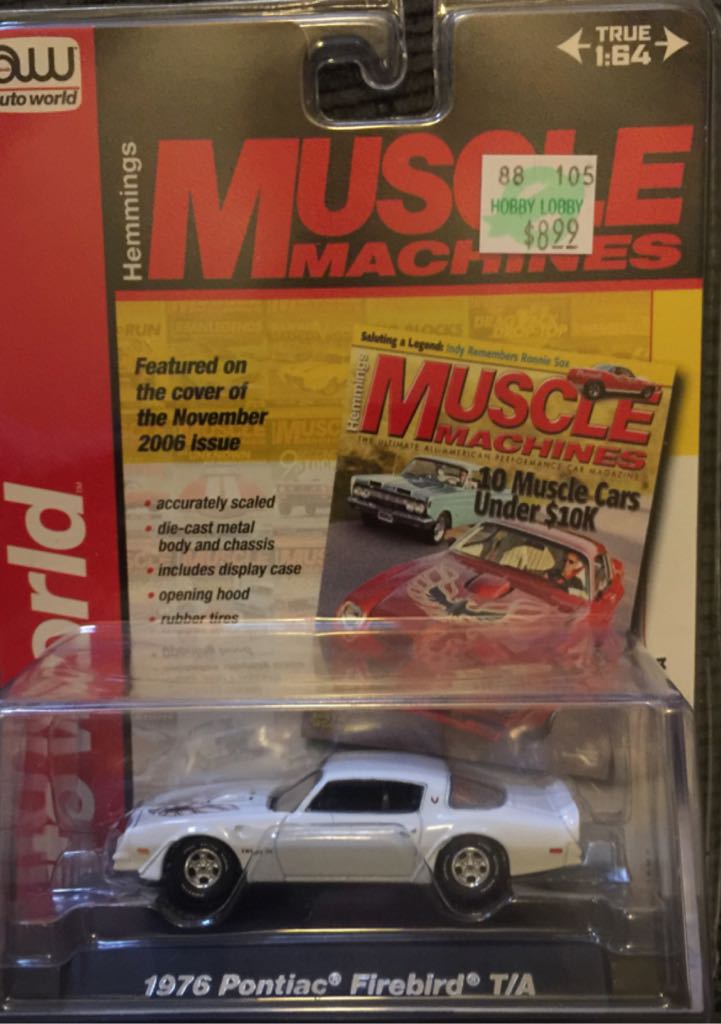 aw
auto world
TRUE
1:64
Hemmings
MUSCLE
MACHINES
88 105
HOBBY LOBBY
$8.99
Featured on
the cover of
the November
2006 issue
• accurately scaled
• die-cast metal
body and chassis
• includes display case
• opening hood
• rubber tires
Saluting a Legend: Indy Remembers Ronnie Sox
Hemmings
MUSCLE
MACHINES
THE ULTIMATE ALL-AMERICAN PERFORMANCE CAR MAGAZINE
10 Muscle Cars
Under $10K
auto world™
1976 Pontiac® Firebird® T/A